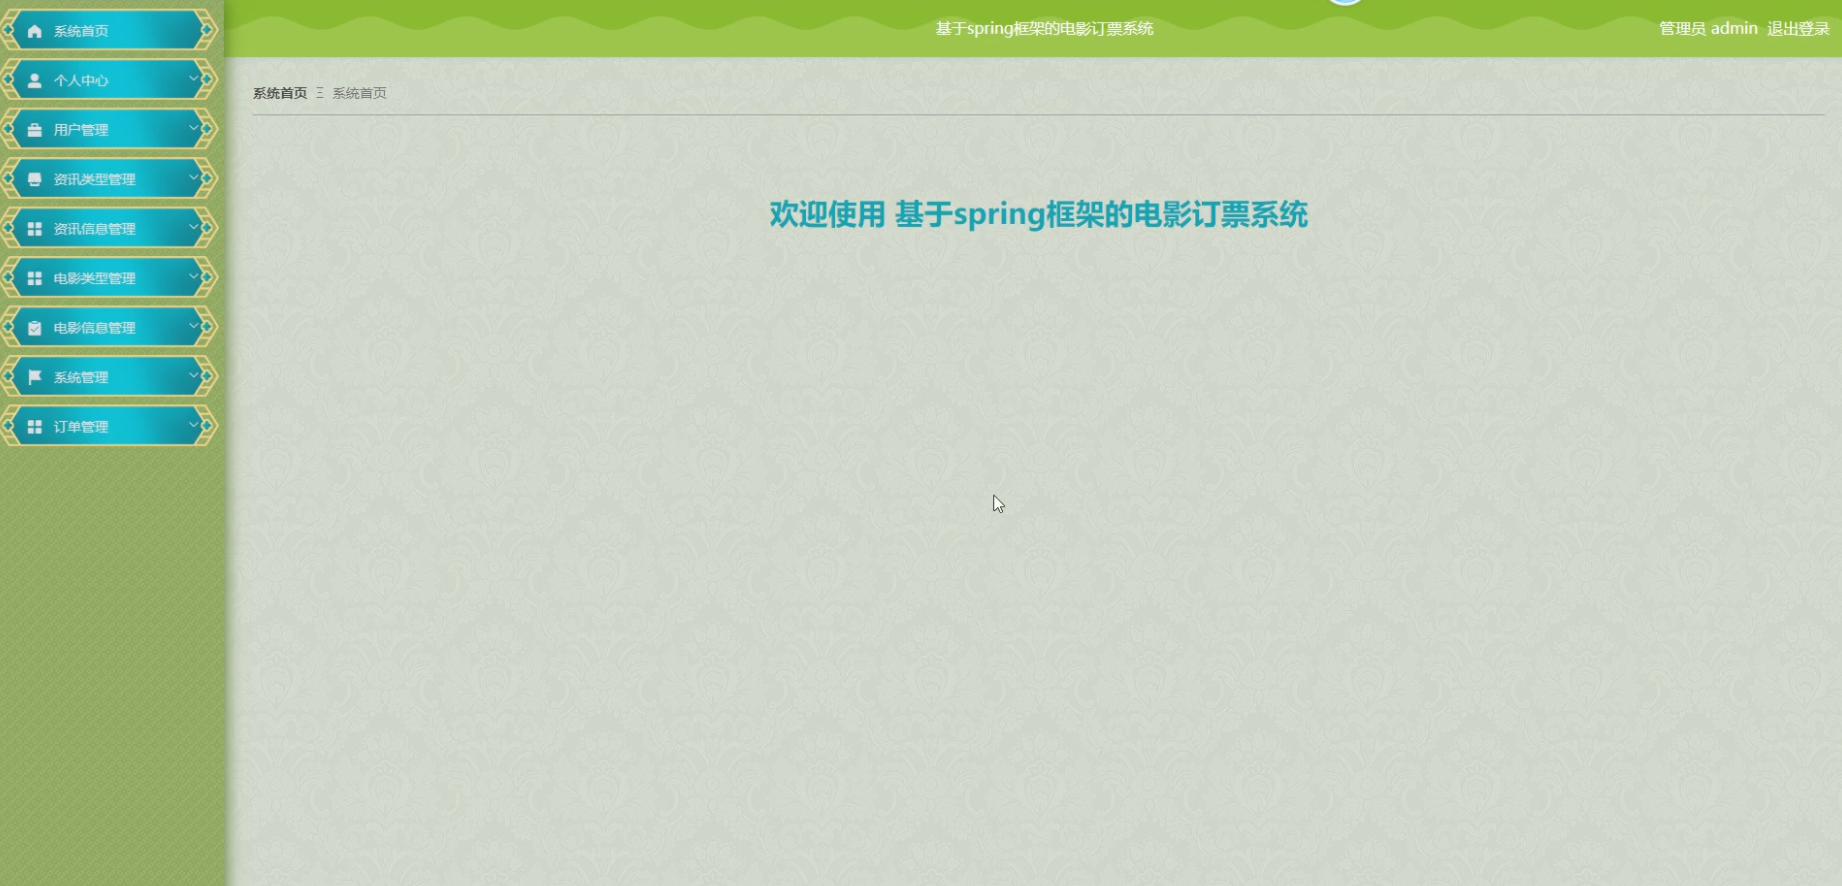 系统首页
个人中心
用户管理
资讯类型管理
资讯信息管理
电影类型管理
电影信息管理
系统管理
订单管理
基于spring框架的电影订票系统
管理员 admin 退出登录
系统首页 Ξ 系统首页
欢迎使用 基于spring框架的电影订票系统